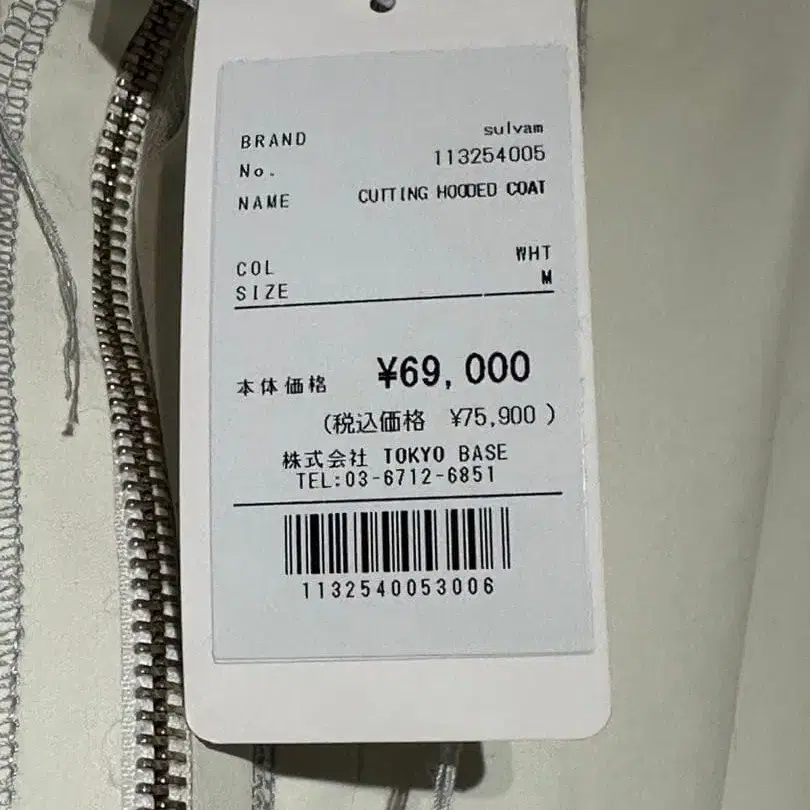 BRAND sulvam
No. 113254005
NAME CUTTING HOODED COAT
COL WHT
SIZE M
本体価格 ¥69,000
(税込価格 ¥75,900 )
株式会社 TOKYO BASE
TEL:03-6712-6851
1132540053006